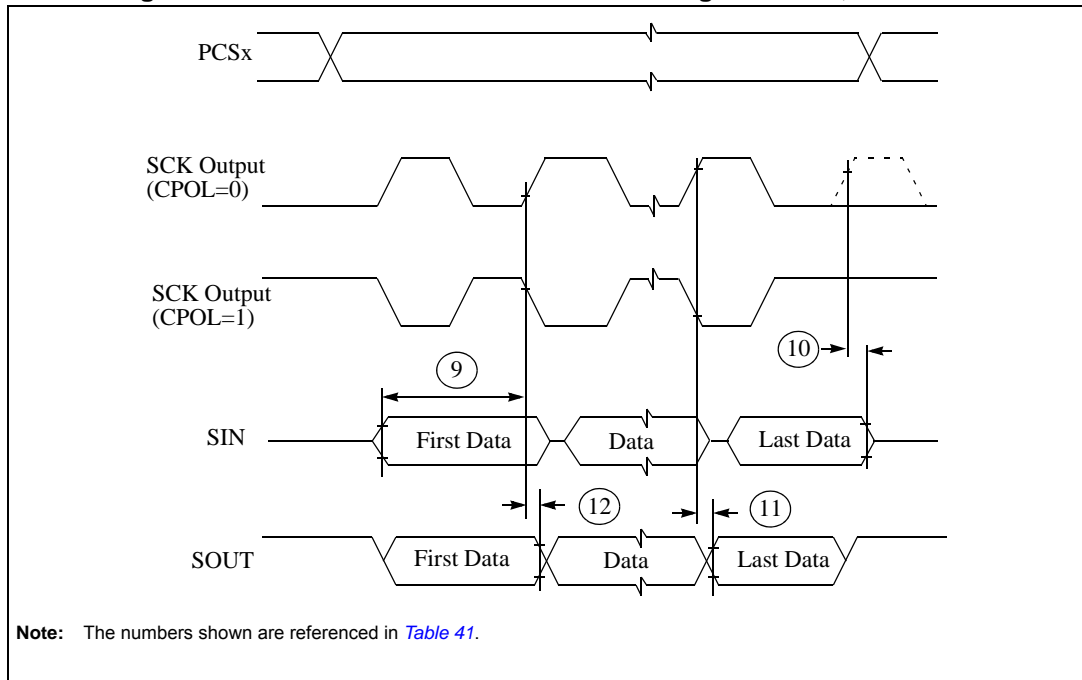 PCSx
SCK Output
(CPOL=0)
SCK Output
(CPOL=1)
10
9
SIN
First Data
Data
Last Data
12
11
SOUT
First Data
Data
Last Data
Note: The numbers shown are referenced in Table 41.